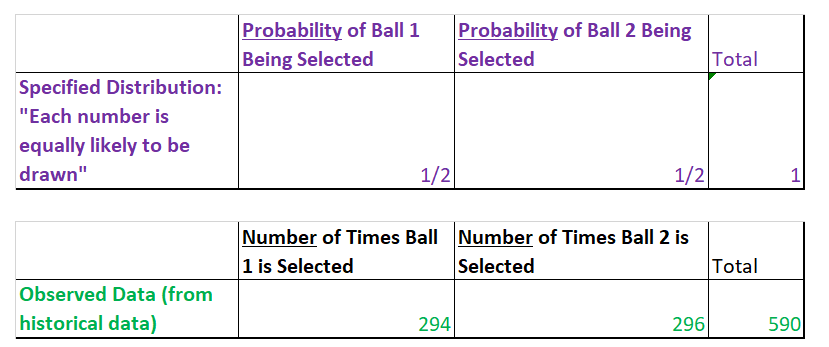 Probability of Ball 1 Being Selected
Probability of Ball 2 Being Selected
Total
Specified Distribution:
"Each number is
equally likely to be
drawn"
1/2
1/2
1
Number of Times Ball
1 is Selected
Number of Times Ball 2 is
Selected
Total
Observed Data (from
historical data)
294
296
590